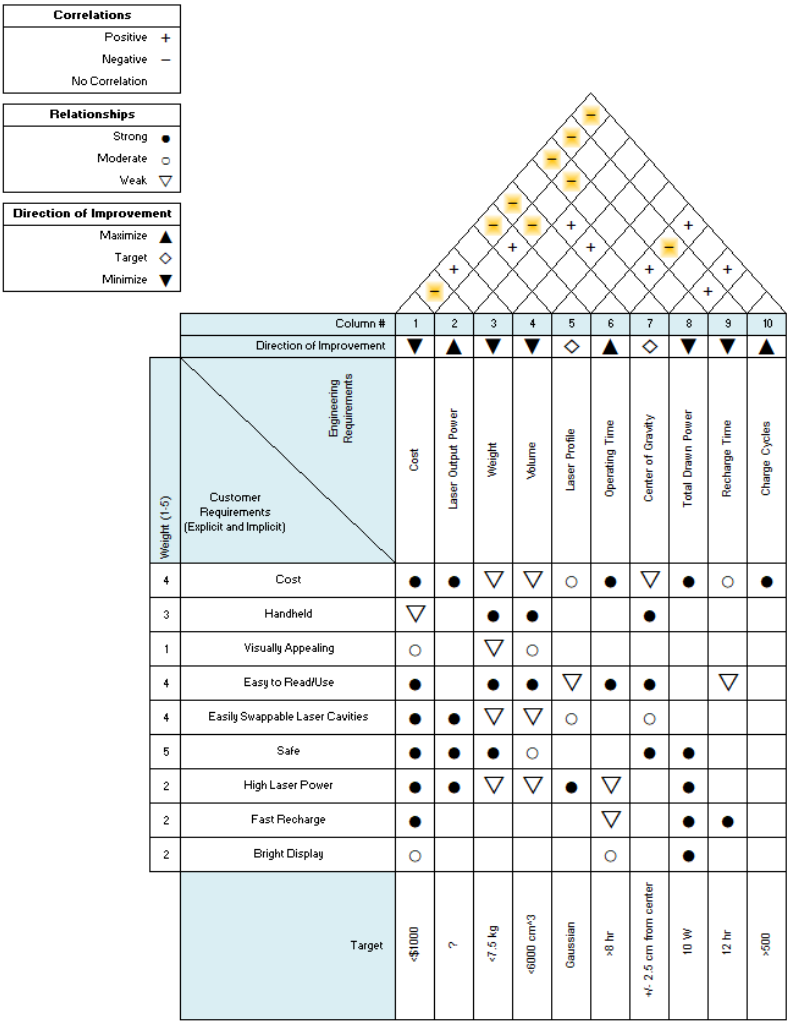 Correlations
Positive +
Negative −
No Correlation
Relationships
Strong ●
Moderate ○
Weak ▽
Direction of Improvement
Maximize ▲
Target ◇
Minimize ▼
−
−
−
−
−
− − + +
+ + −
+ + +
− +
Column # 1 2 3 4 5 6 7 8 9 10
Direction of Improvement ▼ ▲ ▼ ▼ ◇ ▲ ◇ ▼ ▼ ▲
Weight (1-5)
Engineering
Requirements
Customer
Requirements
(Explicit and Implicit)
Cost
Laser Output Power
Weight
Volume
Laser Profile
Operating Time
Center of Gravity
Total Drawn Power
Recharge Time
Charge Cycles
4 Cost ● ● ▽ ▽ ○ ● ▽ ● ○ ●
3 Handheld ▽ ● ● ●
1 Visually Appealing ○ ▽ ○
4 Easy to Read/Use ● ● ● ▽ ● ● ▽
4 Easily Swappable Laser Cavities ● ● ▽ ▽ ○ ○
5 Safe ● ● ● ○ ● ●
2 High Laser Power ● ● ▽ ▽ ● ▽ ●
2 Fast Recharge ● ▽ ● ●
2 Bright Display ○ ○ ●
Target
<$1000
?
<7.5 kg
<6000 cm^3
Gaussian
>8 hr
+/- 2.5 cm from center
10 W
12 hr
>500